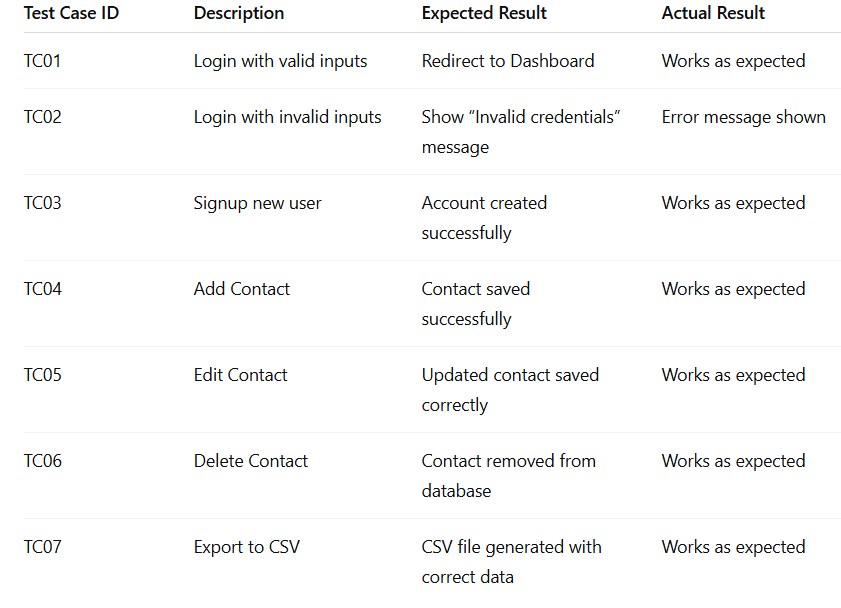 Test Case ID Description Expected Result Actual Result
TC01 Login with valid inputs Redirect to Dashboard Works as expected
TC02 Login with invalid inputs Show “Invalid credentials” Error message shown
message
TC03 Signup new user Account created Works as expected
successfully
TC04 Add Contact Contact saved Works as expected
successfully
TC05 Edit Contact Updated contact saved Works as expected
correctly
TC06 Delete Contact Contact removed from Works as expected
database
TC07 Export to CSV CSV file generated with Works as expected
correct data